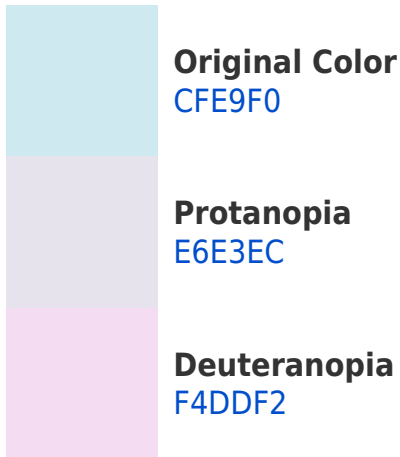 Original Color
CFE9F0
Protanopia
E6E3EC
Deuteranopia
F4DDF2